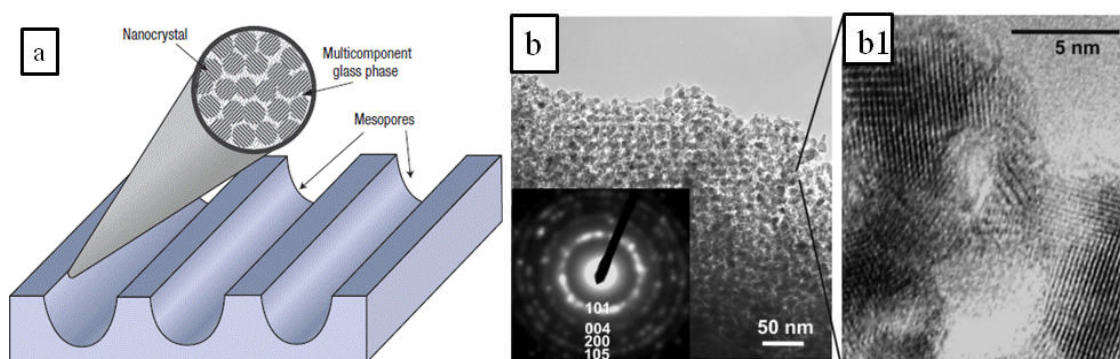 a
Nanocrystal
Multicomponent
glass phase
Mesopores
b
101
004
200
105
50 nm
b1
5 nm